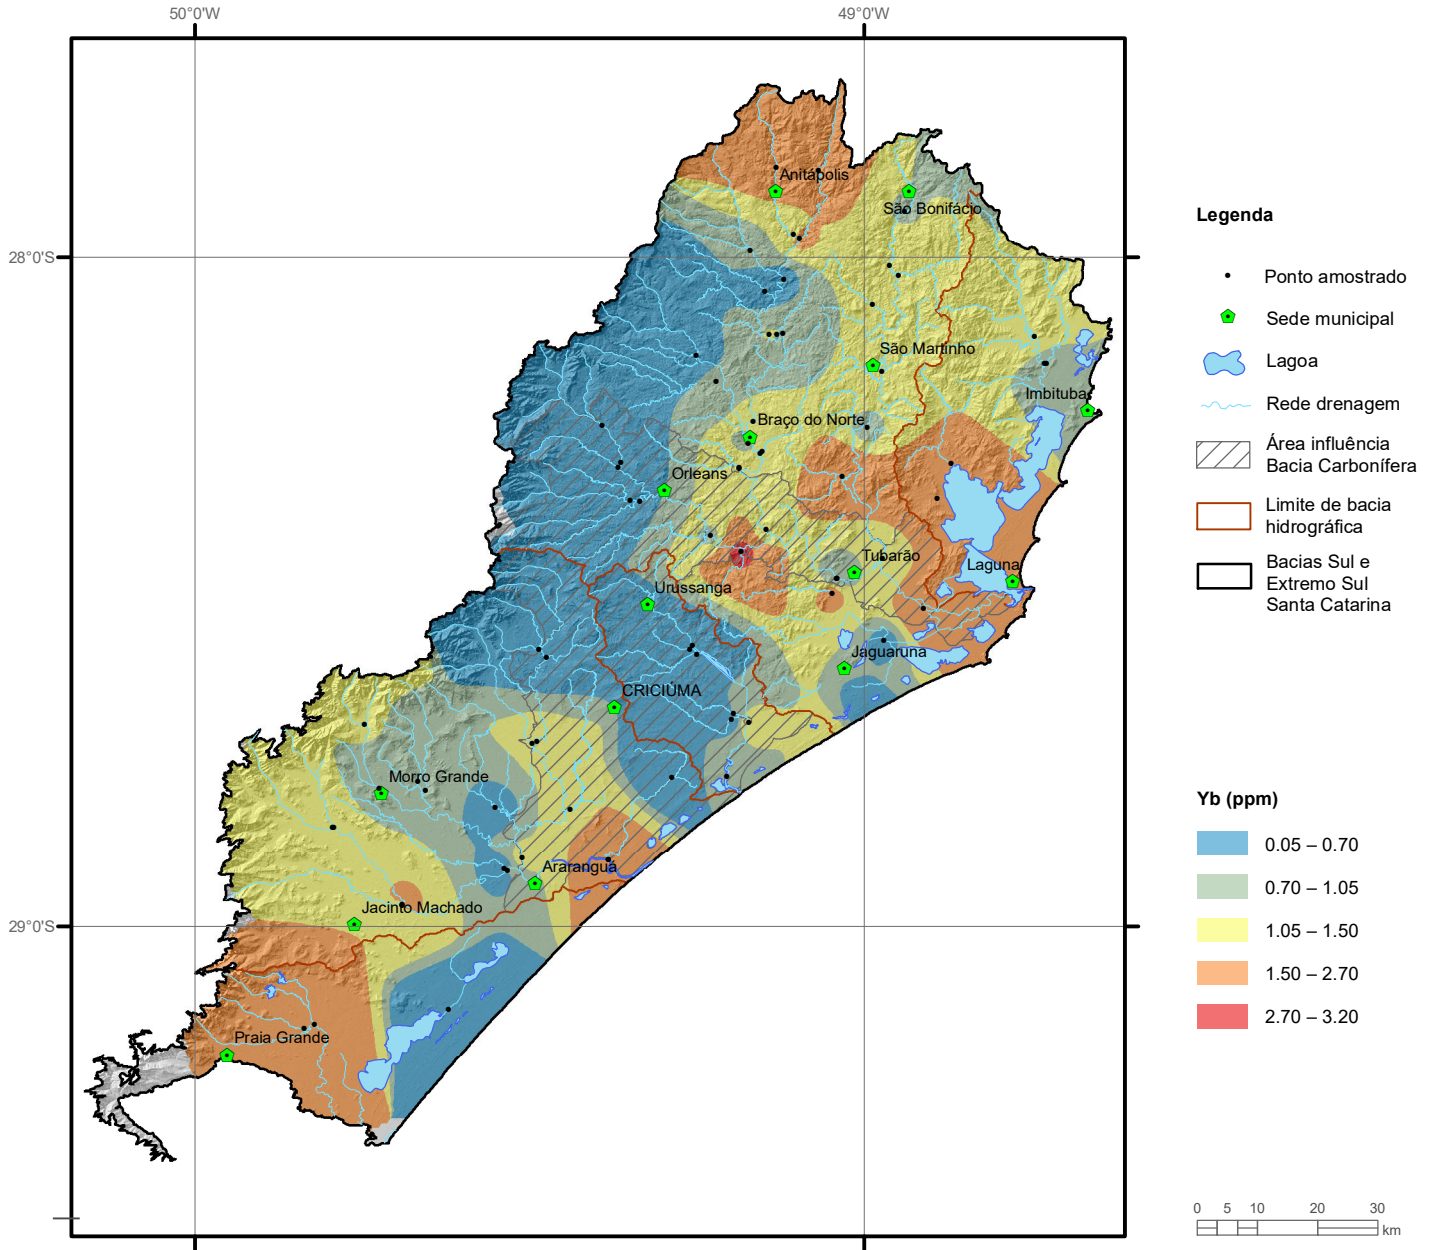 50°0'W
49°0'W
28°0'S
29°0'S
Anitápolis
São Bonifácio
São Martinho
Imbituba
Braço do Norte
Orleans
Tubarão
Laguna
Urussanga
Jaguaruna
CRICIÚMA
Morro Grande
Araranguá
Jacinto Machado
Praia Grande
Legenda
Ponto amostrado
Sede municipal
Lagoa
Rede drenagem
Área influência
Bacia Carbonífera
Limite de bacia
hidrográfica
Bacias Sul e
Extremo Sul
Santa Catarina
Yb (ppm)
0.05 – 0.70
0.70 – 1.05
1.05 – 1.50
1.50 – 2.70
2.70 – 3.20
0 5 10 20 30
km